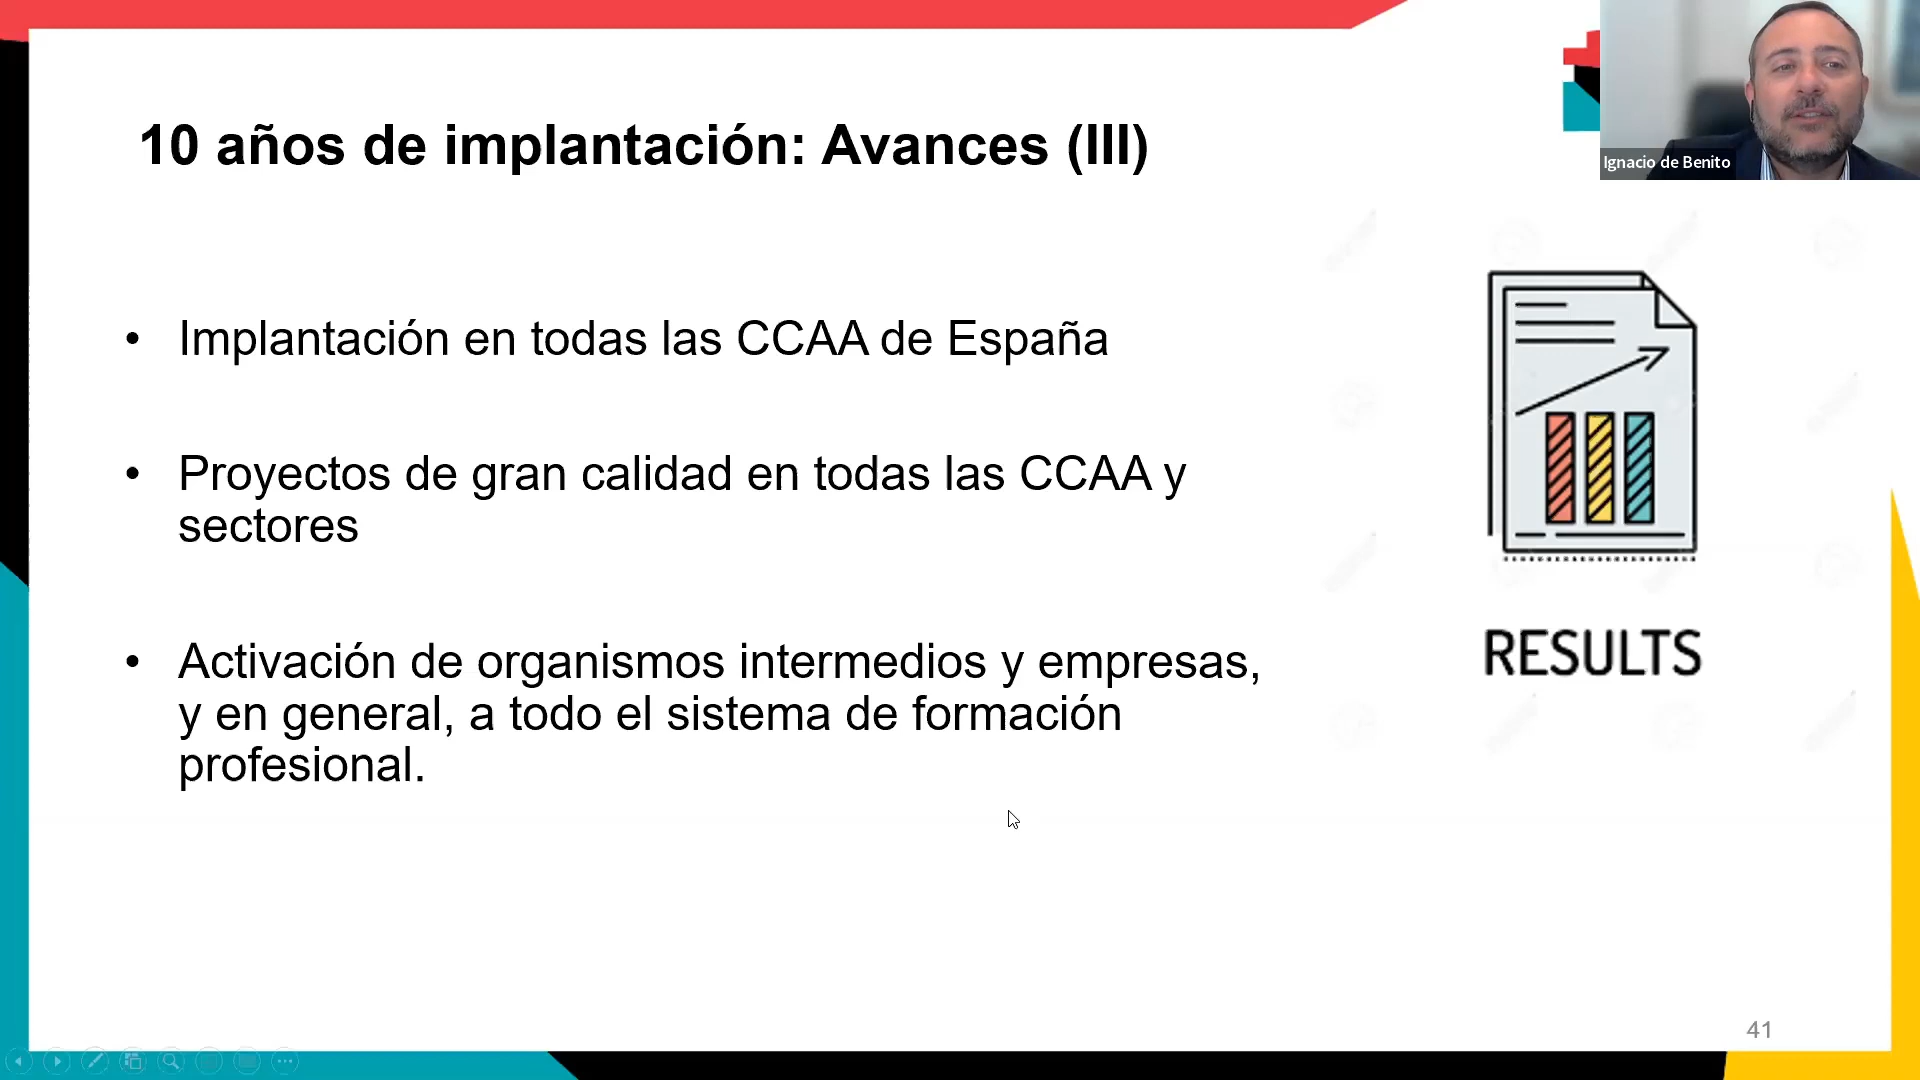 10 años de implantación: Avances (III)
Ignacio de Benito
• Implantación en todas las CCAA de España
• Proyectos de gran calidad en todas las CCAA y
sectores
• Activación de organismos intermedios y empresas,
y en general, a todo el sistema de formación
profesional.
RESULTS
41